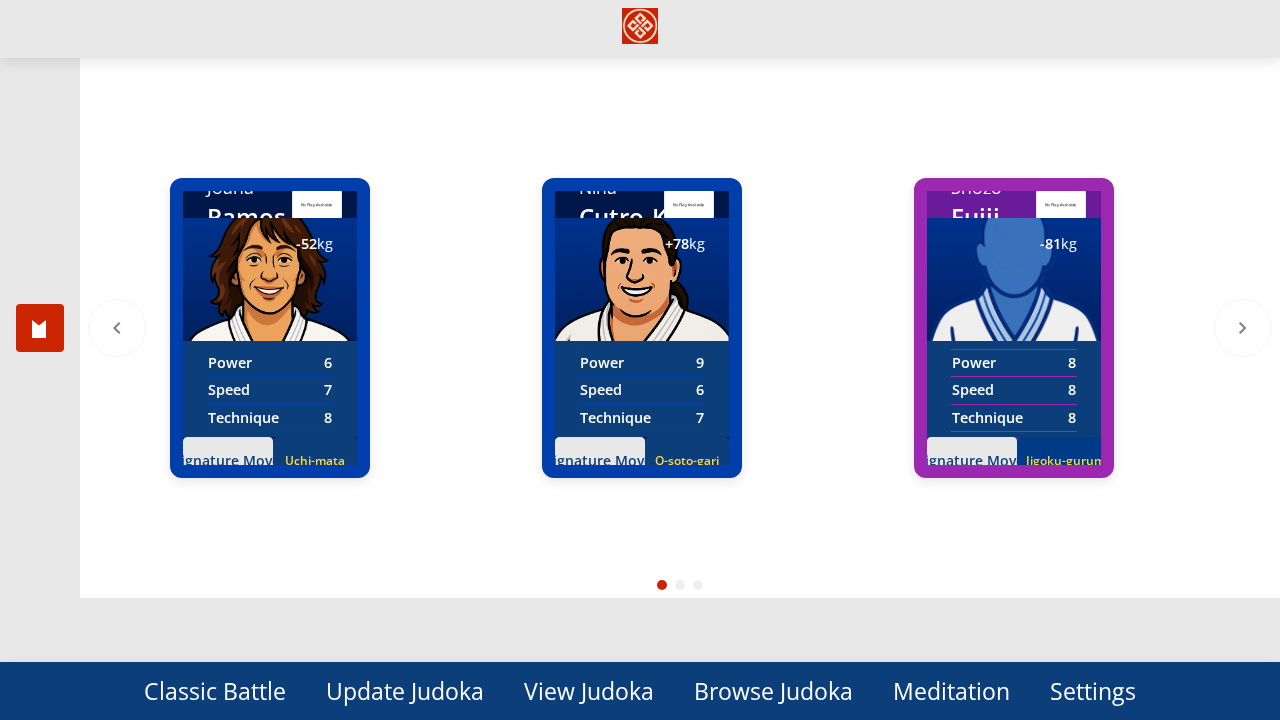 Joana
Ramos
No Flag Available
-52kg
Power 6
Speed 7
Technique 8
ignature Mov
Uchi-mata
Nina
Cutro-K
No Flag Available
+78kg
Power 9
Speed 6
Technique 7
ignature Mov
O-soto-gari
Shozo
Fujii
No Flag Available
-81kg
Power 8
Speed 8
Technique 8
ignature Mov
Jigoku-gurum
Classic Battle
Update Judoka
View Judoka
Browse Judoka
Meditation
Settings